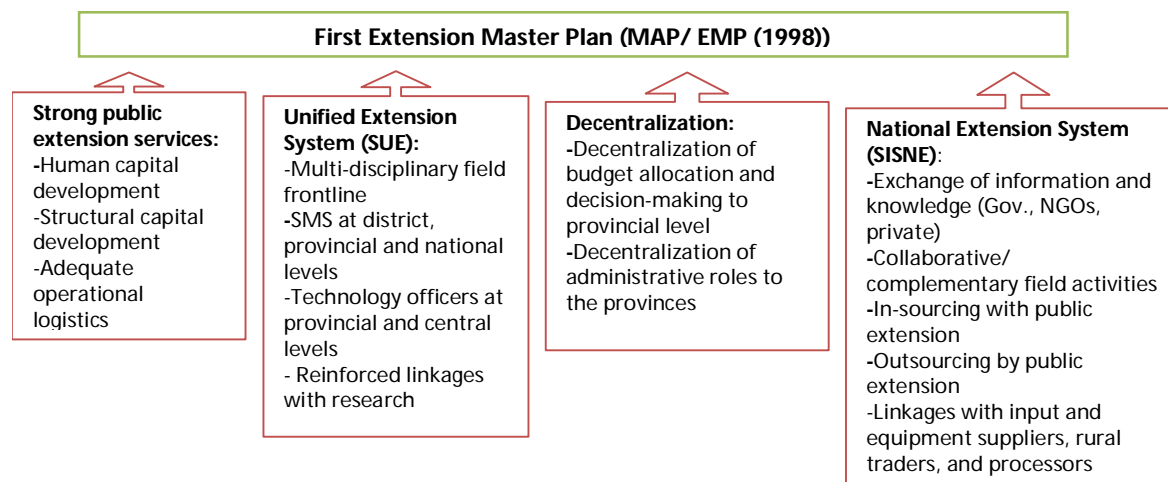 First Extension Master Plan (MAP/ EMP (1998))
Strong public
extension services:
-Human capital
development
-Structural capital
development
-Adequate
operational
logistics
Unified Extension
System (SUE):
-Multi-disciplinary field
frontline
-SMS at district,
provincial and national
levels
-Technology officers at
provincial and central
levels
- Reinforced linkages
with research
Decentralization:
-Decentralization of
budget allocation and
decision-making to
provincial level
-Decentralization of
administrative roles to
the provinces
National Extension System
(SISNE):
-Exchange of information and
knowledge (Gov., NGOs,
private)
-Collaborative/
complementary field activities
-In-sourcing with public
extension
-Outsourcing by public
extension
-Linkages with input and
equipment suppliers, rural
traders, and processors